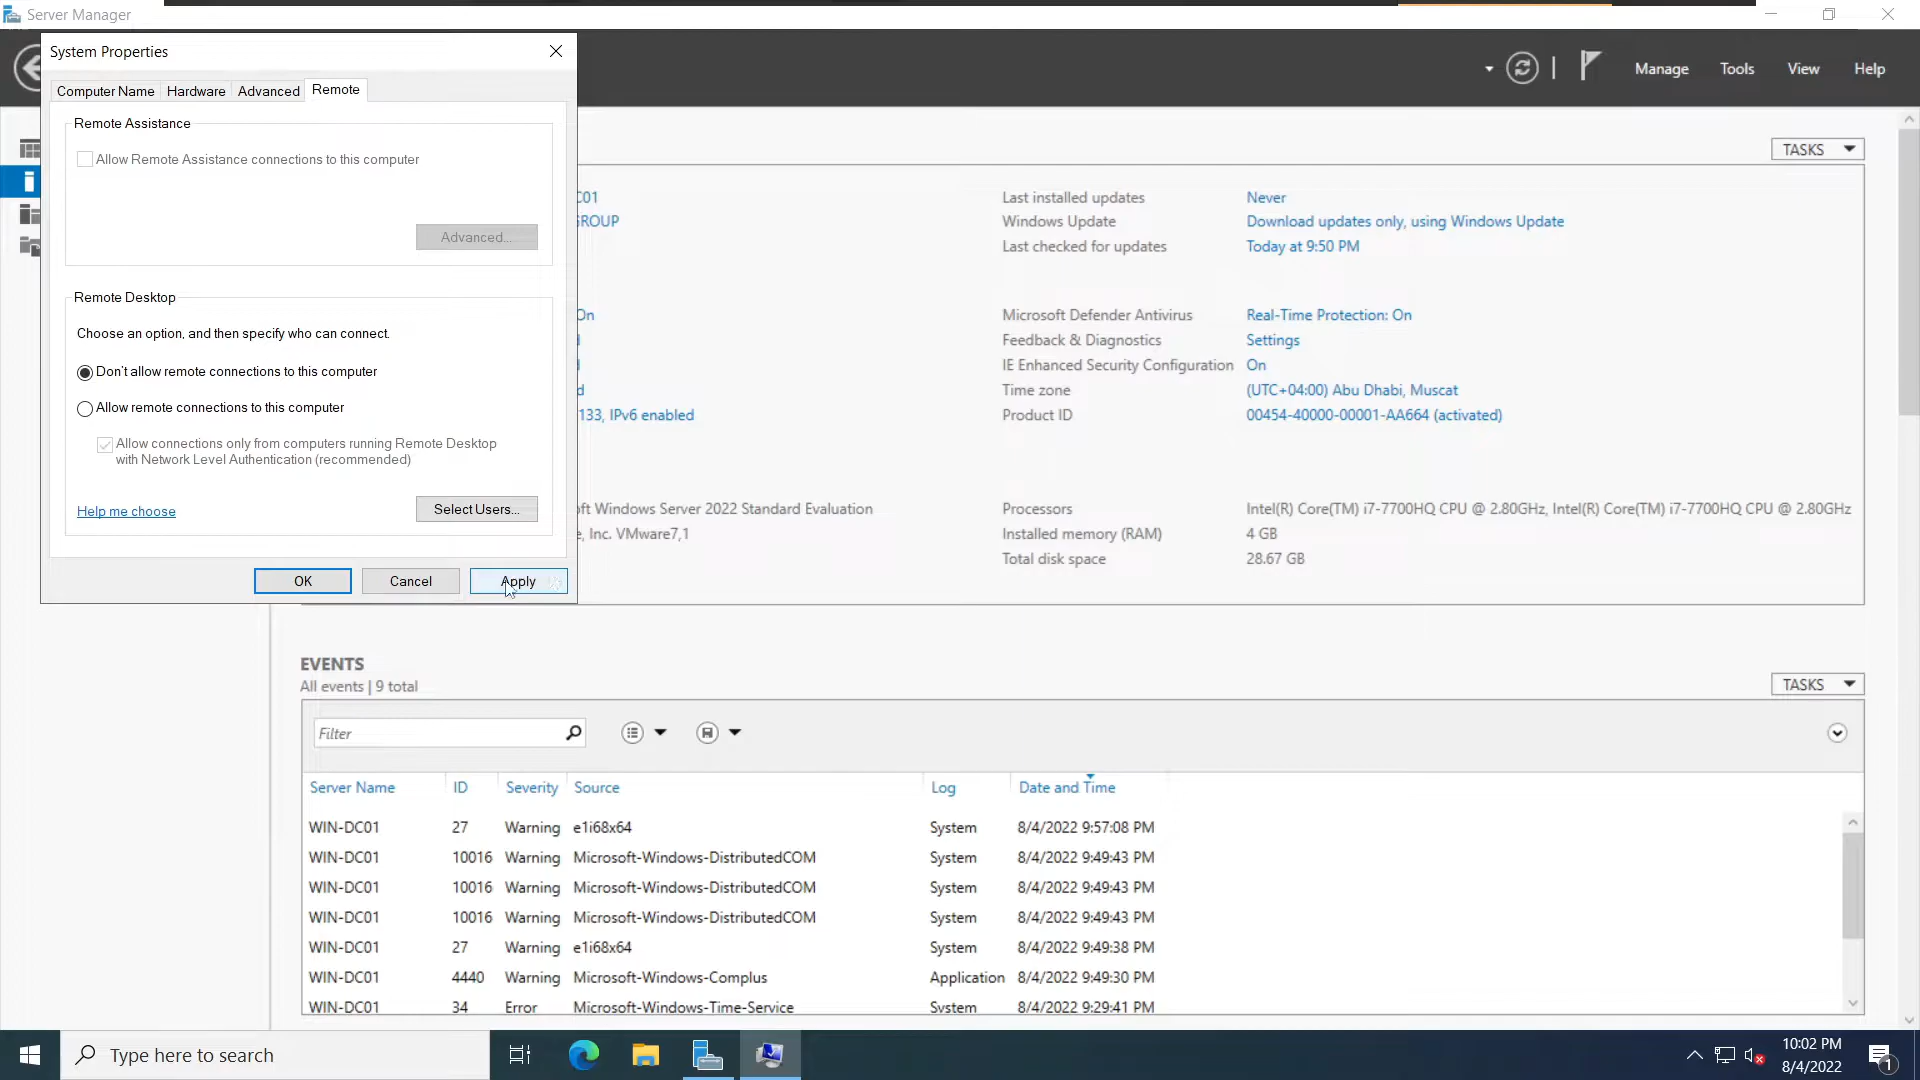 Server Manager
System Properties
Computer Name
Hardware
Advanced
Remote
Remote Assistance
Allow Remote Assistance connections to this computer
Advanced...
Remote Desktop
Choose an option, and then specify who can connect.
Don't allow remote connections to this computer
Allow remote connections to this computer
Allow connections only from computers running Remote Desktop
with Network Level Authentication (recommended)
Help me choose
Select Users...
OK
Cancel
Apply
Manage
Tools
View
Help
TASKS
C01
ROUP
On
d
133, IPv6 enabled
ft Windows Server 2022 Standard Evaluation
e, Inc. VMware7,1
Last installed updates Never
Windows Update Download updates only, using Windows Update
Last checked for updates Today at 9:50 PM
Microsoft Defender Antivirus Real-Time Protection: On
Feedback & Diagnostics Settings
IE Enhanced Security Configuration On
Time zone (UTC+04:00) Abu Dhabi, Muscat
Product ID 00454-40000-00001-AA664 (activated)
Processors Intel(R) Core(TM) i7-7700HQ CPU @ 2.80GHz, Intel(R) Core(TM) i7-7700HQ CPU @ 2.80GHz
Installed memory (RAM) 4 GB
Total disk space 28.67 GB
EVENTS
All events | 9 total
TASKS
Filter
Server Name ID Severity Source Log Date and Time
WIN-DC01 27 Warning e1i68x64 System 8/4/2022 9:57:08 PM
WIN-DC01 10016 Warning Microsoft-Windows-DistributedCOM System 8/4/2022 9:49:43 PM
WIN-DC01 10016 Warning Microsoft-Windows-DistributedCOM System 8/4/2022 9:49:43 PM
WIN-DC01 10016 Warning Microsoft-Windows-DistributedCOM System 8/4/2022 9:49:43 PM
WIN-DC01 27 Warning e1i68x64 System 8/4/2022 9:49:38 PM
WIN-DC01 4440 Warning Microsoft-Windows-Complus Application 8/4/2022 9:49:30 PM
WIN-DC01 34 Error Microsoft-Windows-Time-Service System 8/4/2022 9:29:41 PM
Type here to search
10:02 PM
8/4/2022
1